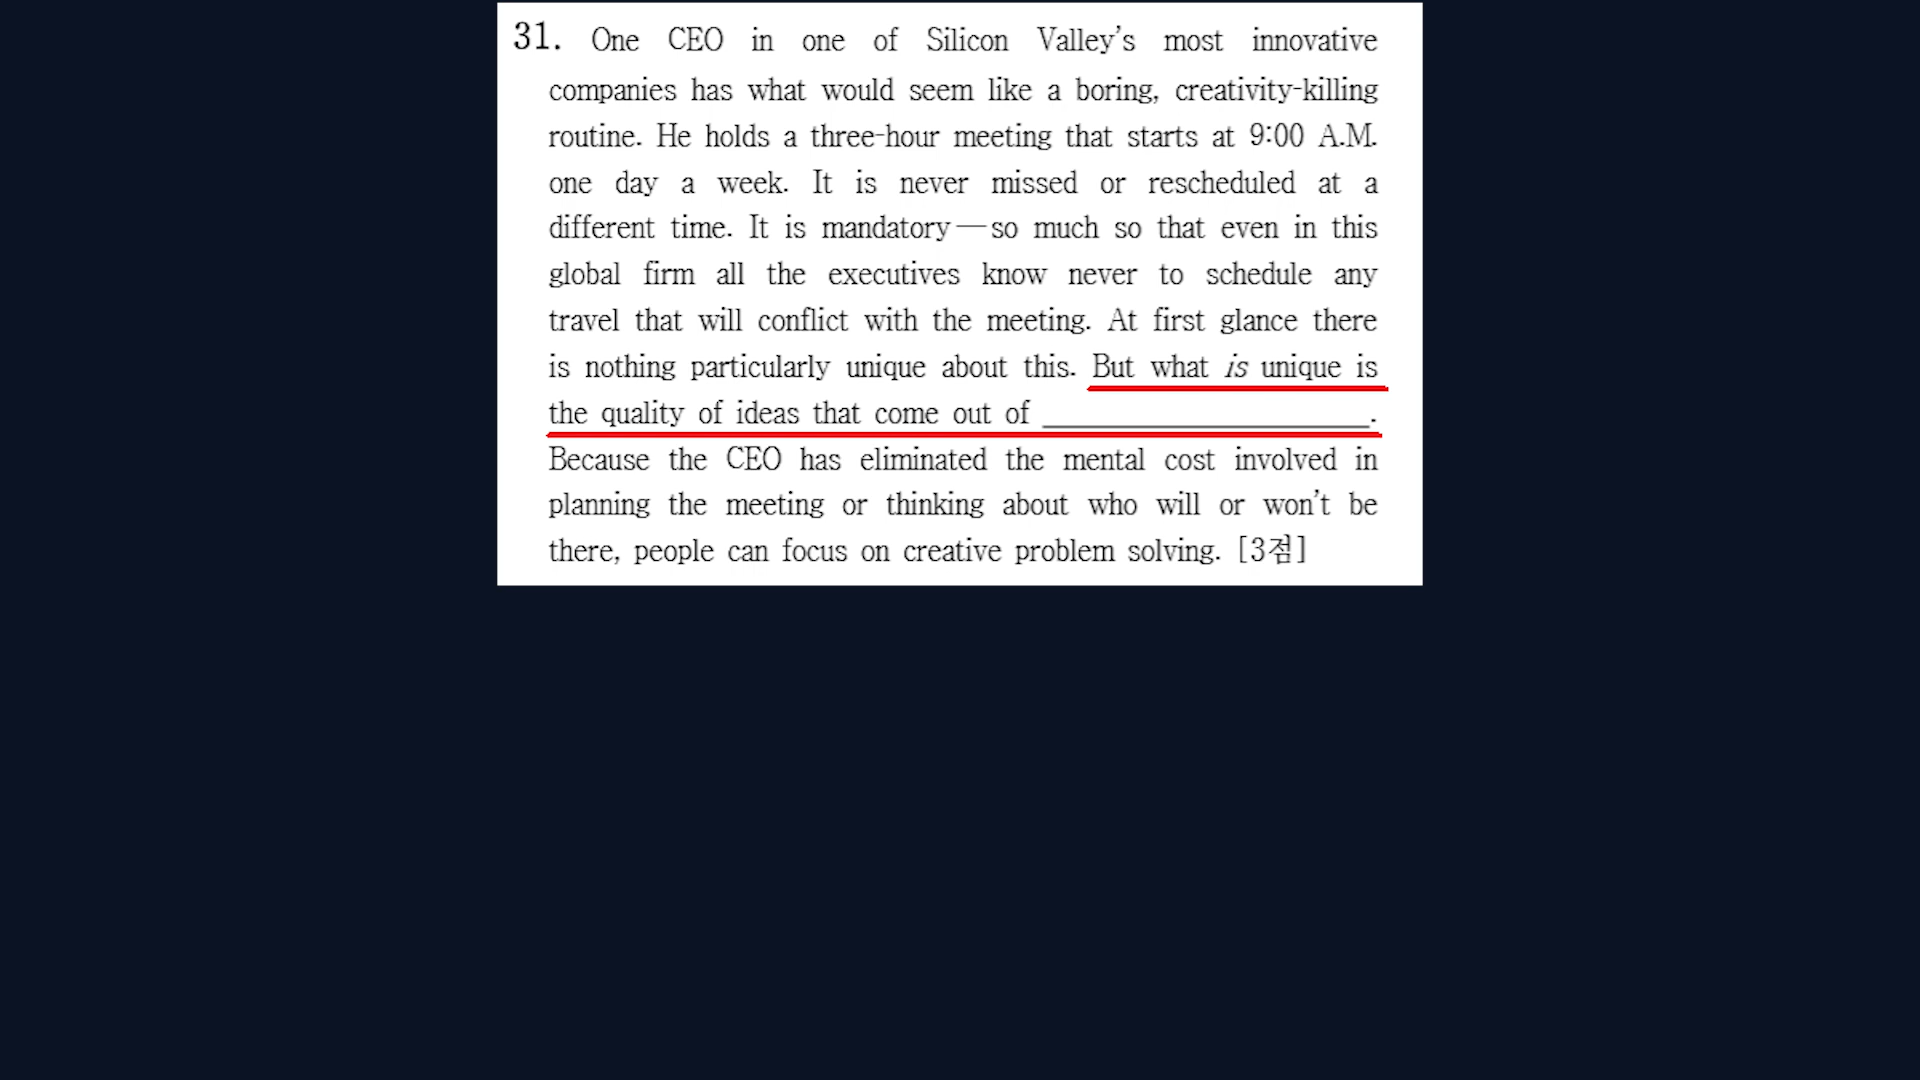 31. One CEO in one of Silicon Valley's most innovative
companies has what would seem like a boring, creativity-killing
routine. He holds a three-hour meeting that starts at 9:00 A.M.
one day a week. It is never missed or rescheduled at a
different time. It is mandatory—so much so that even in this
global firm all the executives know never to schedule any
travel that will conflict with the meeting. At first glance there
is nothing particularly unique about this. But what is unique is
the quality of ideas that come out of ____________________.
Because the CEO has eliminated the mental cost involved in
planning the meeting or thinking about who will or won't be
there, people can focus on creative problem solving. [3점]